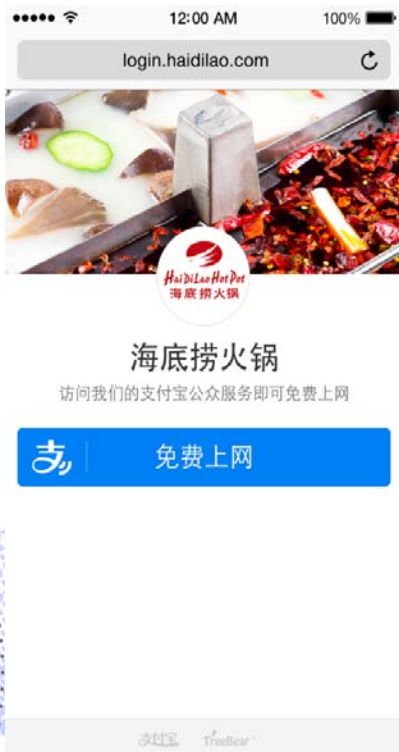 12:00 AM
100%
login.haidilao.com
HaiDiLao HotPot
海底捞火锅
海底捞火锅
访问我们的支付宝公众服务即可免费上网
支
免费上网
支付宝 TreeBear